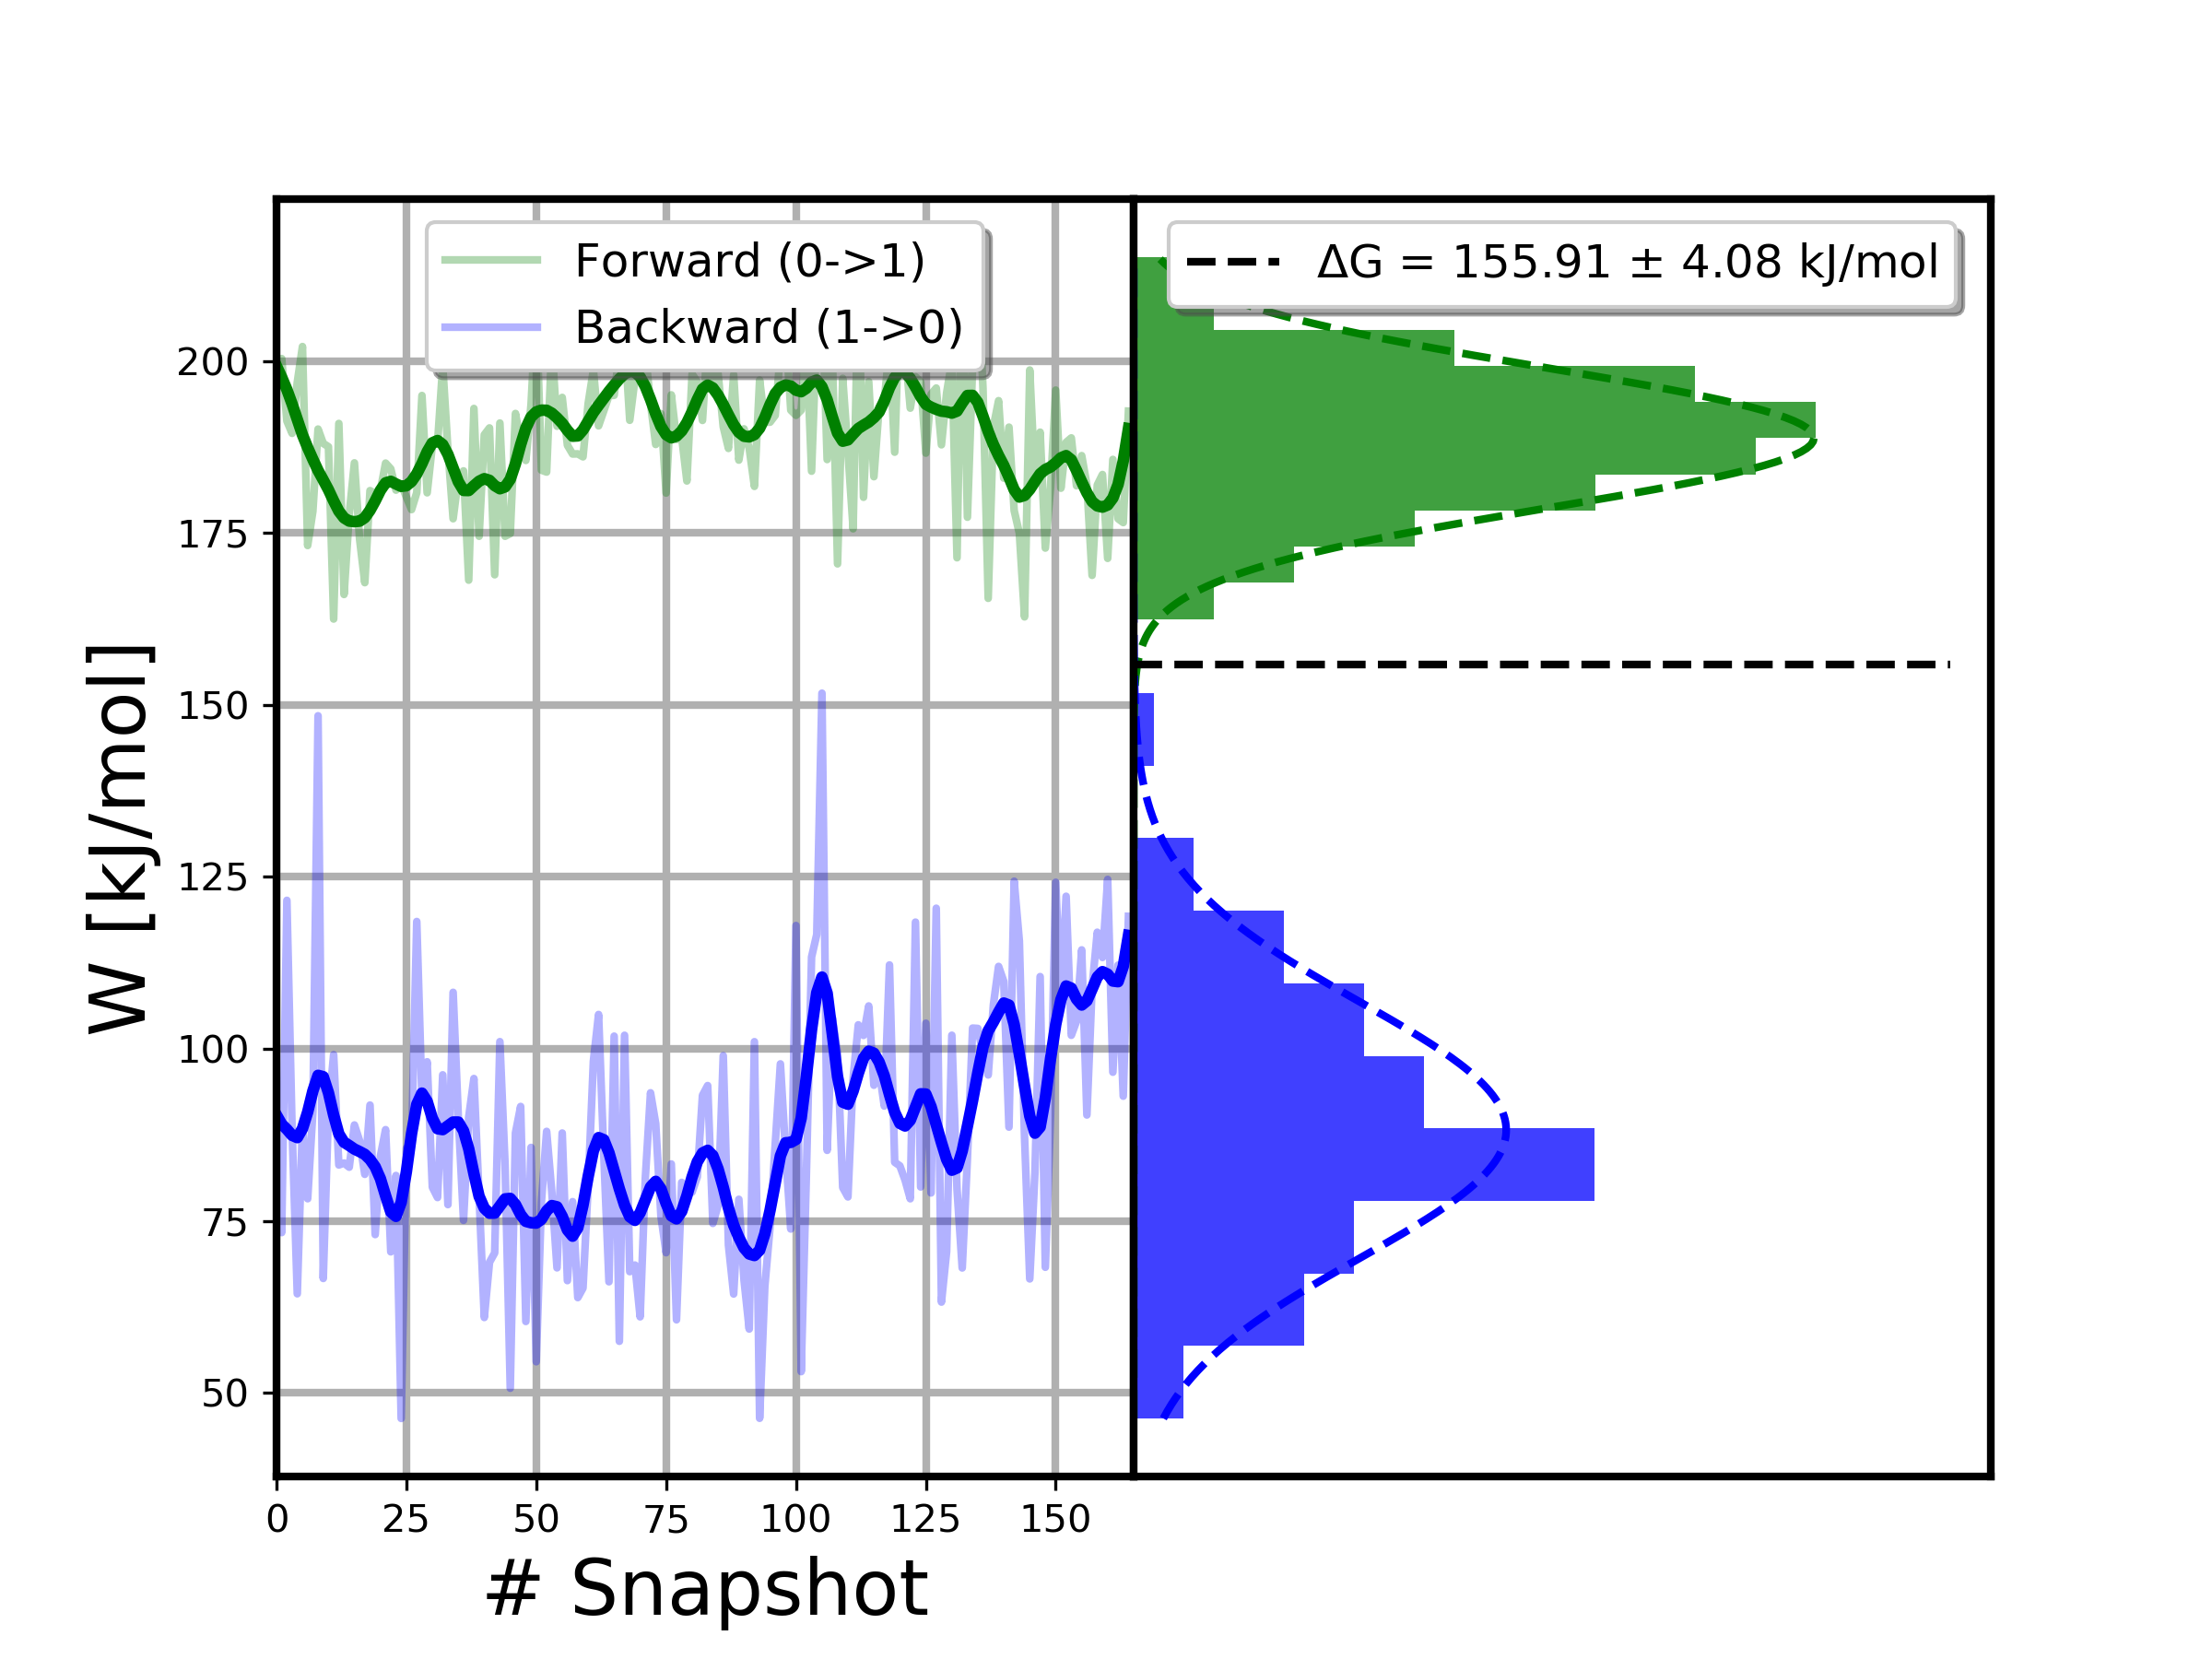 Forward (0->1)
Backward (1->0)
ΔG = 155.91 ± 4.08 kJ/mol
W [kJ/mol]
200
175
150
125
100
75
50
0 25 50 75 100 125 150
# Snapshot